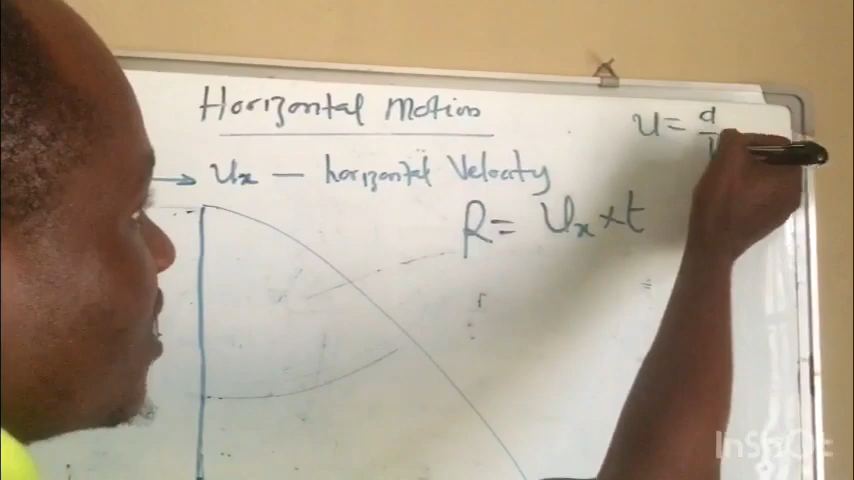 Horizontal Motion
u = d
Ux — horizontal Velocity
R = Ux × t
InShOt